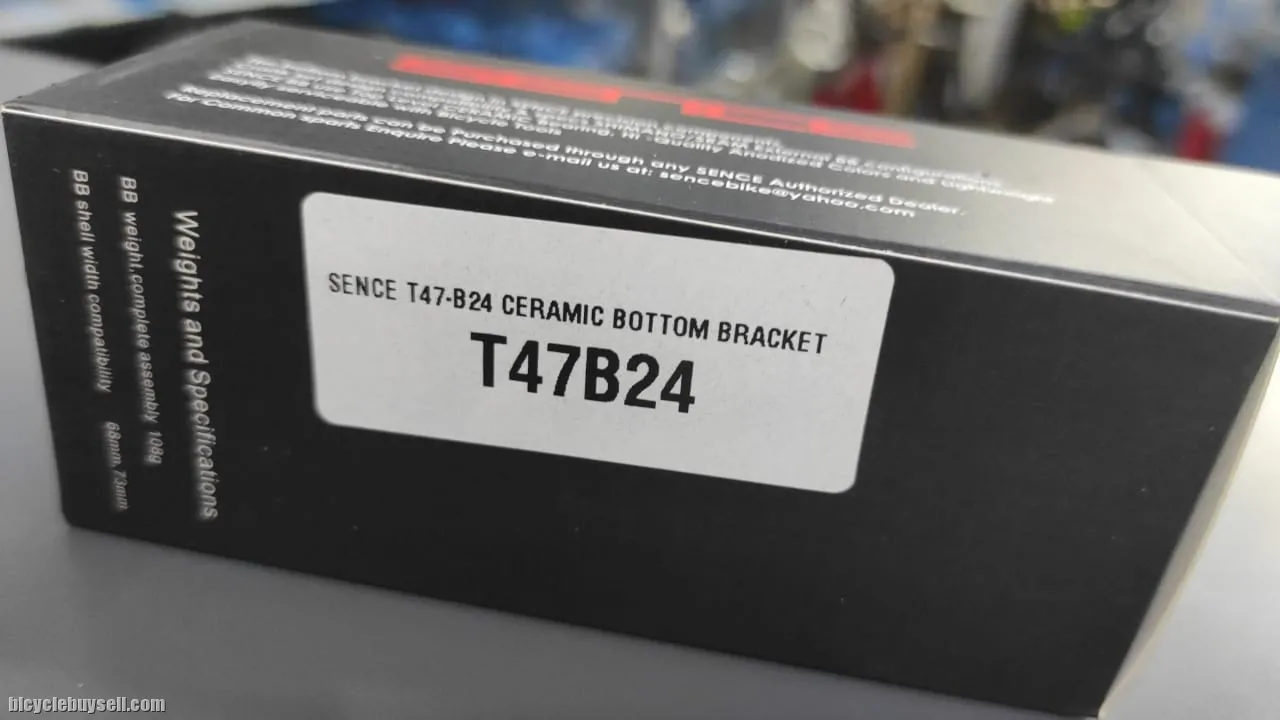 Replacement parts can be Purchased through any SENCE Authorized Dealer.
For Common Sports Enquire Please e-mail us at: sencebike@yahoo.com
SENCE T47-B24 CERAMIC BOTTOM BRACKET
T47B24
Weights and Specifications
BB weight,complete assembly 108g
BB shell width compatibility 68mm,73mm
bicyclebuysell.com